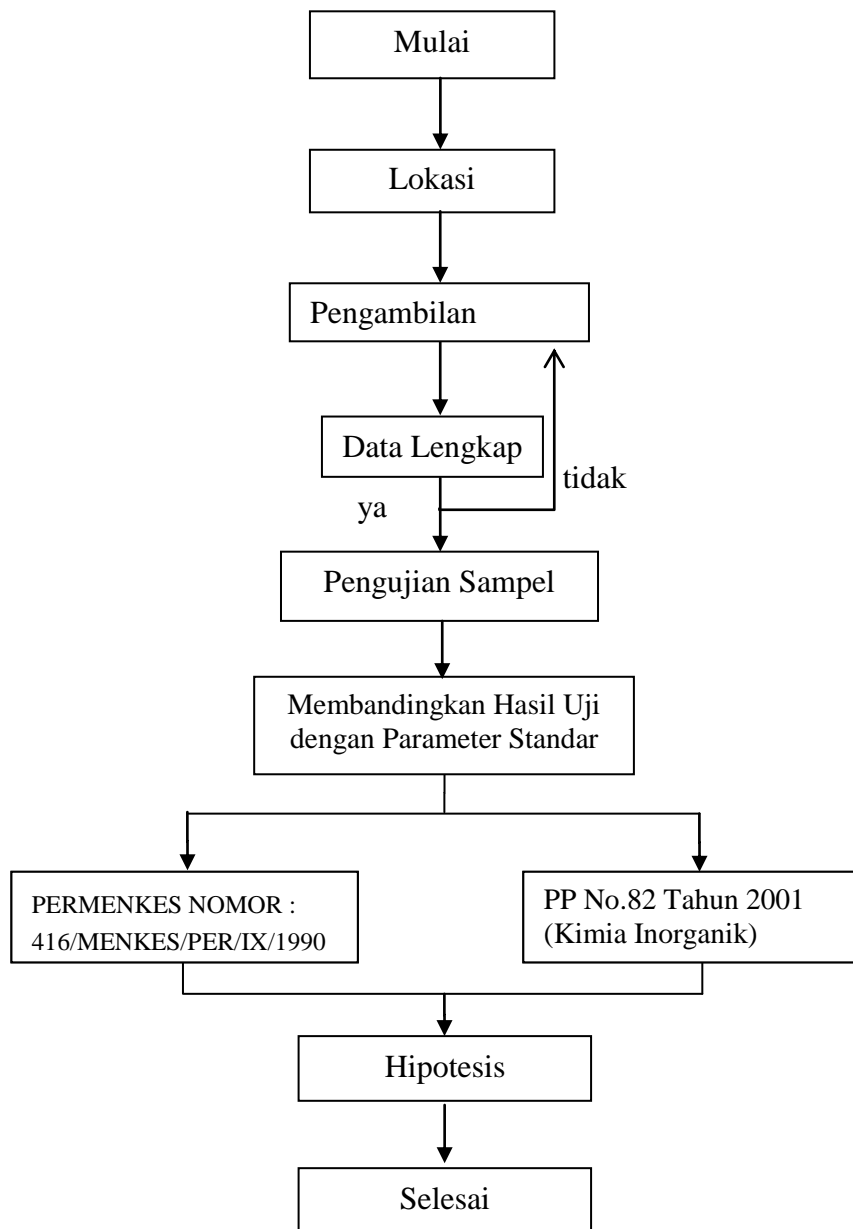 Mulai
Lokasi
Pengambilan
Data Lengkap
tidak
ya
Pengujian Sampel
Membandingkan Hasil Uji
dengan Parameter Standar
PERMENKES NOMOR :
416/MENKES/PER/IX/1990
PP No.82 Tahun 2001
(Kimia Inorganik)
Hipotesis
Selesai